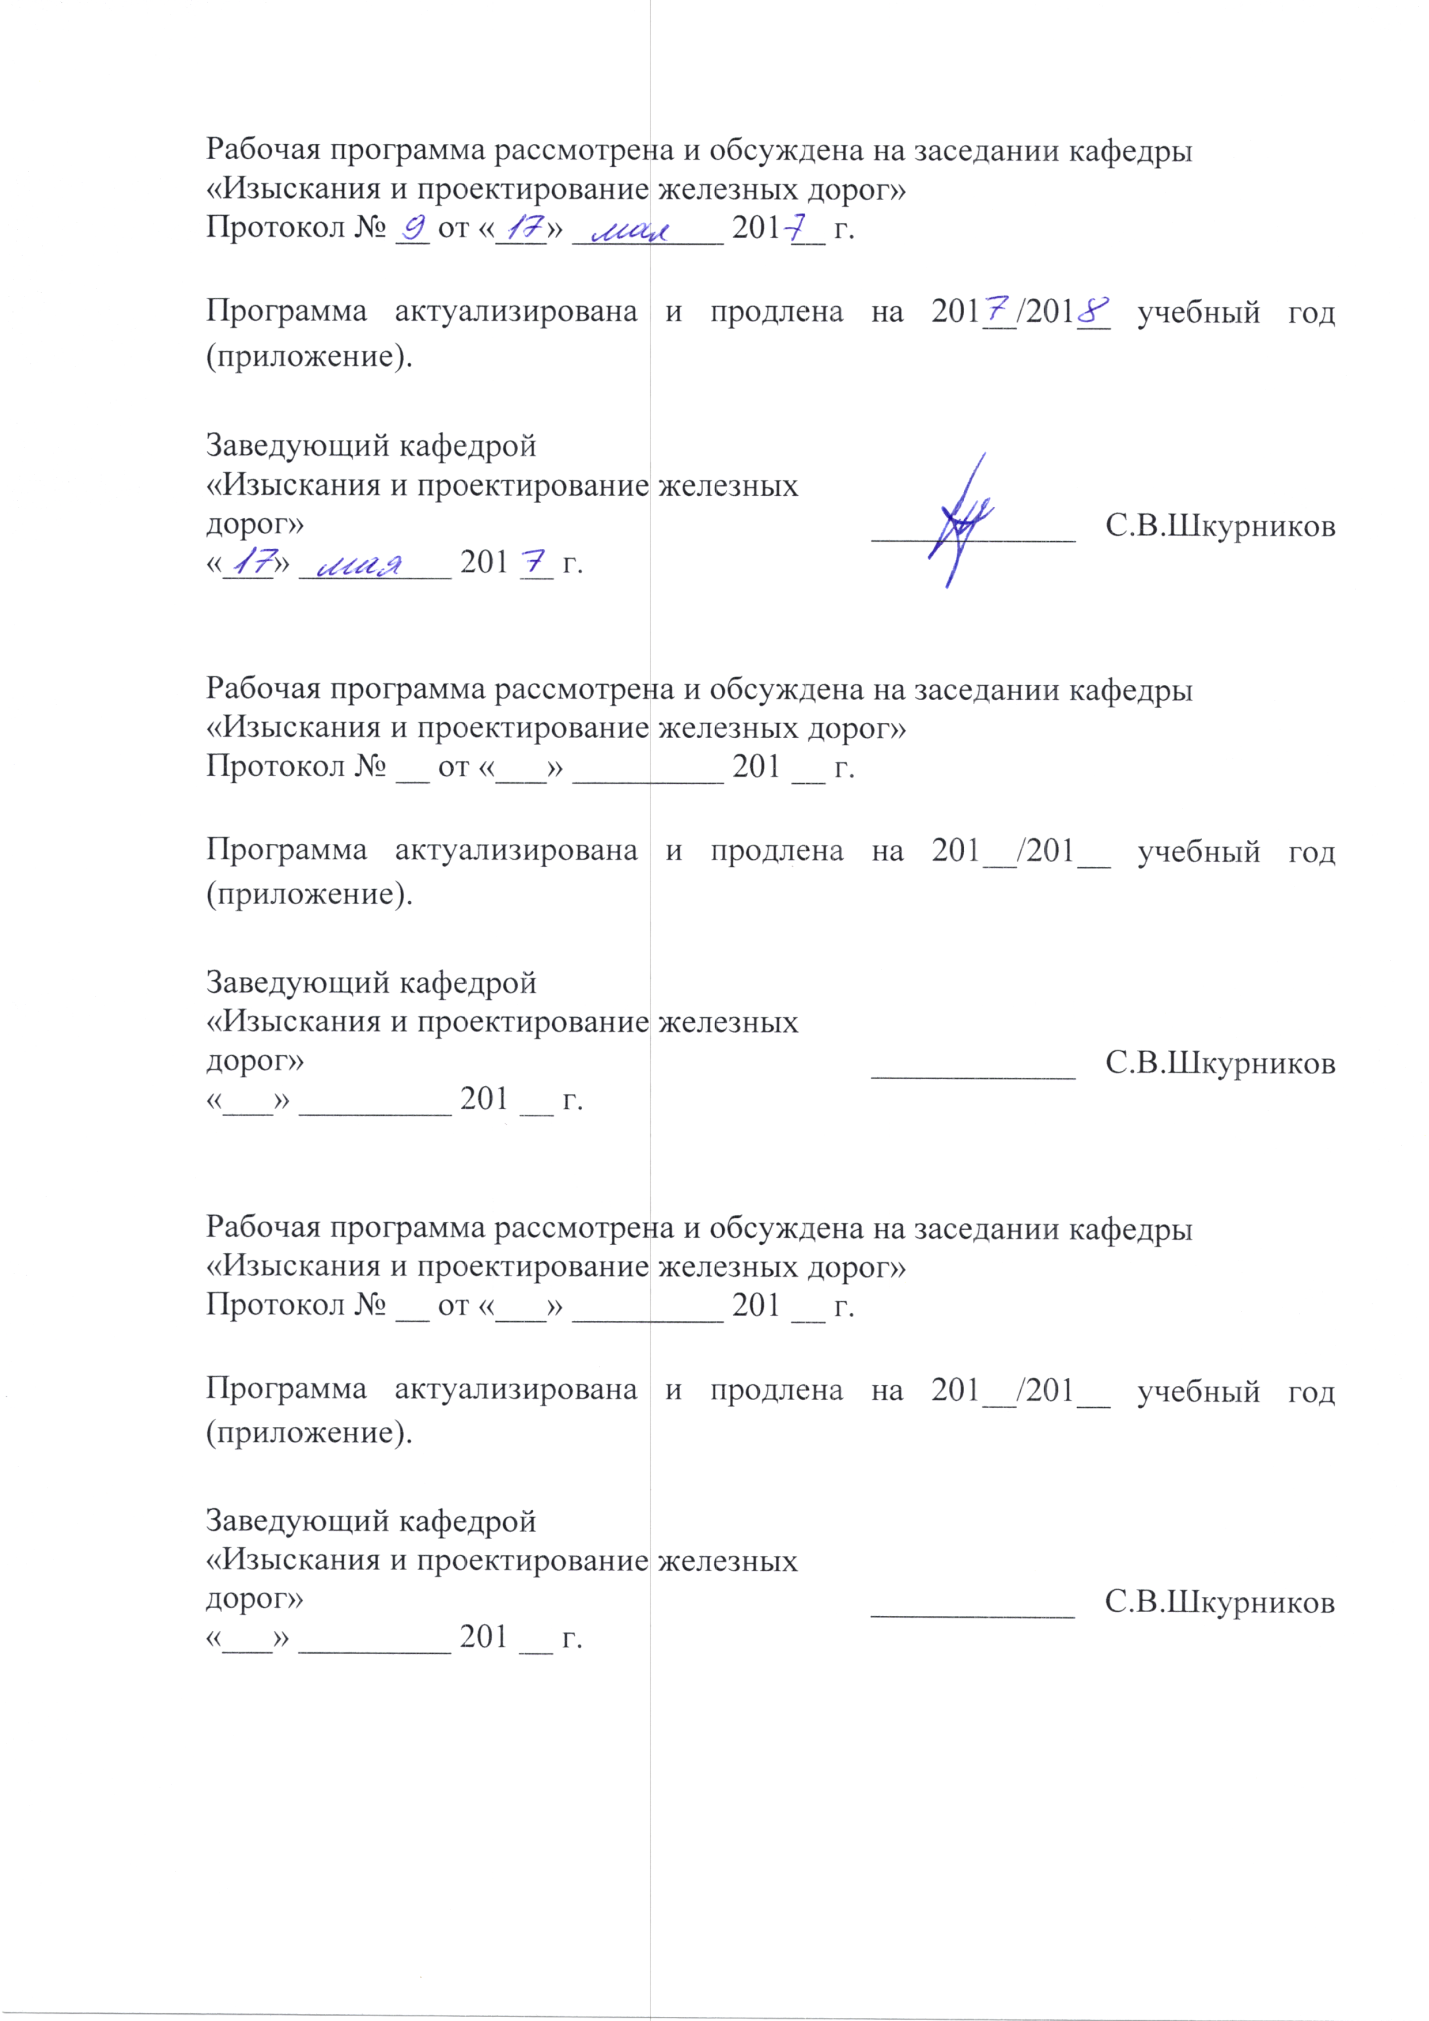 Рабочая программа рассмотрена и обсуждена на заседании кафедры
«Изыскания и проектирование железных дорог»
Протокол № 9 от «17» мая 2017 г.
Программа актуализирована и продлена на 2017/2018 учебный год
(приложение).
Заведующий кафедрой
«Изыскания и проектирование железных
дорог» ____________ С.В.Шкурников
«17» мая 201 7 г.
Рабочая программа рассмотрена и обсуждена на заседании кафедры
«Изыскания и проектирование железных дорог»
Протокол № __ от «___» _________ 201 __ г.
Программа актуализирована и продлена на 201__/201__ учебный год
(приложение).
Заведующий кафедрой
«Изыскания и проектирование железных
дорог» ____________ С.В.Шкурников
«___» _________ 201 __ г.
Рабочая программа рассмотрена и обсуждена на заседании кафедры
«Изыскания и проектирование железных дорог»
Протокол № __ от «___» _________ 201 __ г.
Программа актуализирована и продлена на 201__/201__ учебный год
(приложение).
Заведующий кафедрой
«Изыскания и проектирование железных
дорог» ____________ С.В.Шкурников
«___» _________ 201 __ г.